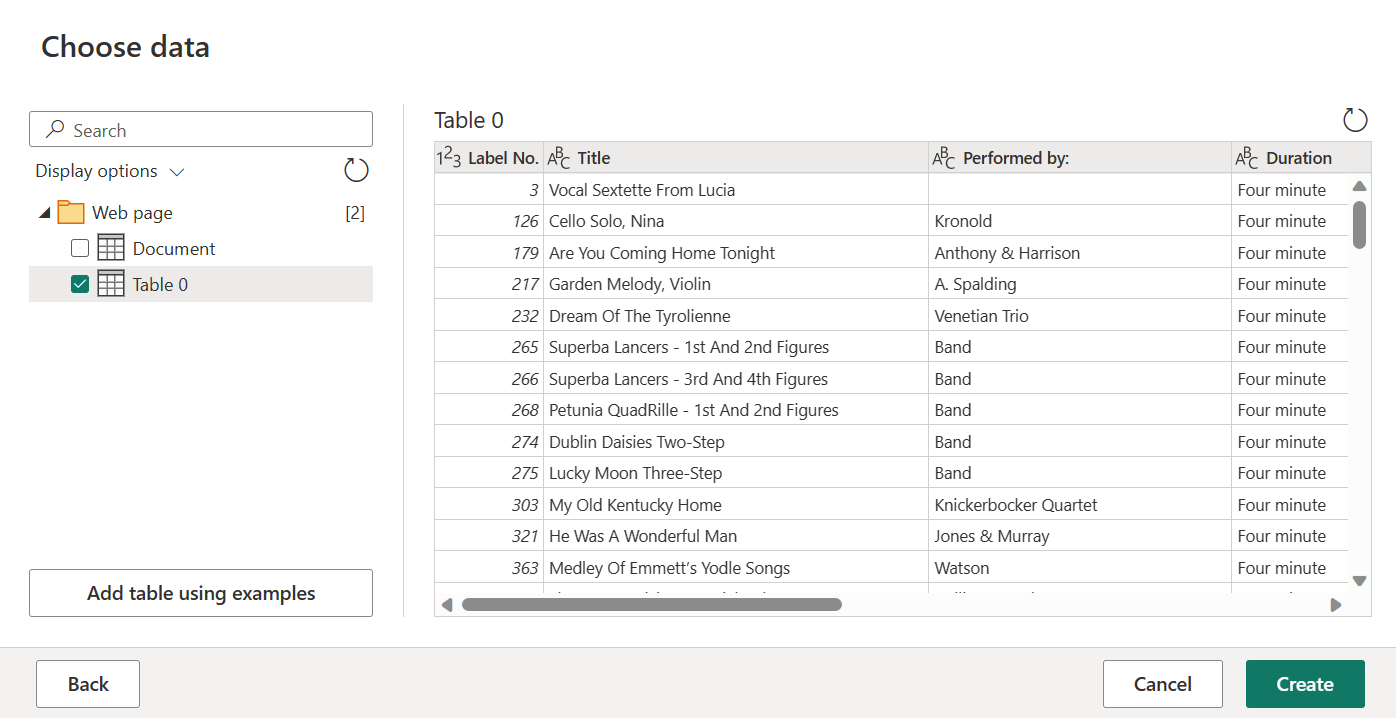 Choose data
Search
Display options
Web page [2]
Document
Table 0
Add table using examples
Table 0
123 Label No. ABC Title ABC Performed by: ABC Duration
3 Vocal Sextette From Lucia Four minute
126 Cello Solo, Nina Kronold Four minute
179 Are You Coming Home Tonight Anthony & Harrison Four minute
217 Garden Melody, Violin A. Spalding Four minute
232 Dream Of The Tyrolienne Venetian Trio Four minute
265 Superba Lancers - 1st And 2nd Figures Band Four minute
266 Superba Lancers - 3rd And 4th Figures Band Four minute
268 Petunia QuadRille - 1st And 2nd Figures Band Four minute
274 Dublin Daisies Two-Step Band Four minute
275 Lucky Moon Three-Step Band Four minute
303 My Old Kentucky Home Knickerbocker Quartet Four minute
321 He Was A Wonderful Man Jones & Murray Four minute
363 Medley Of Emmett's Yodle Songs Watson Four minute
Back Cancel Create